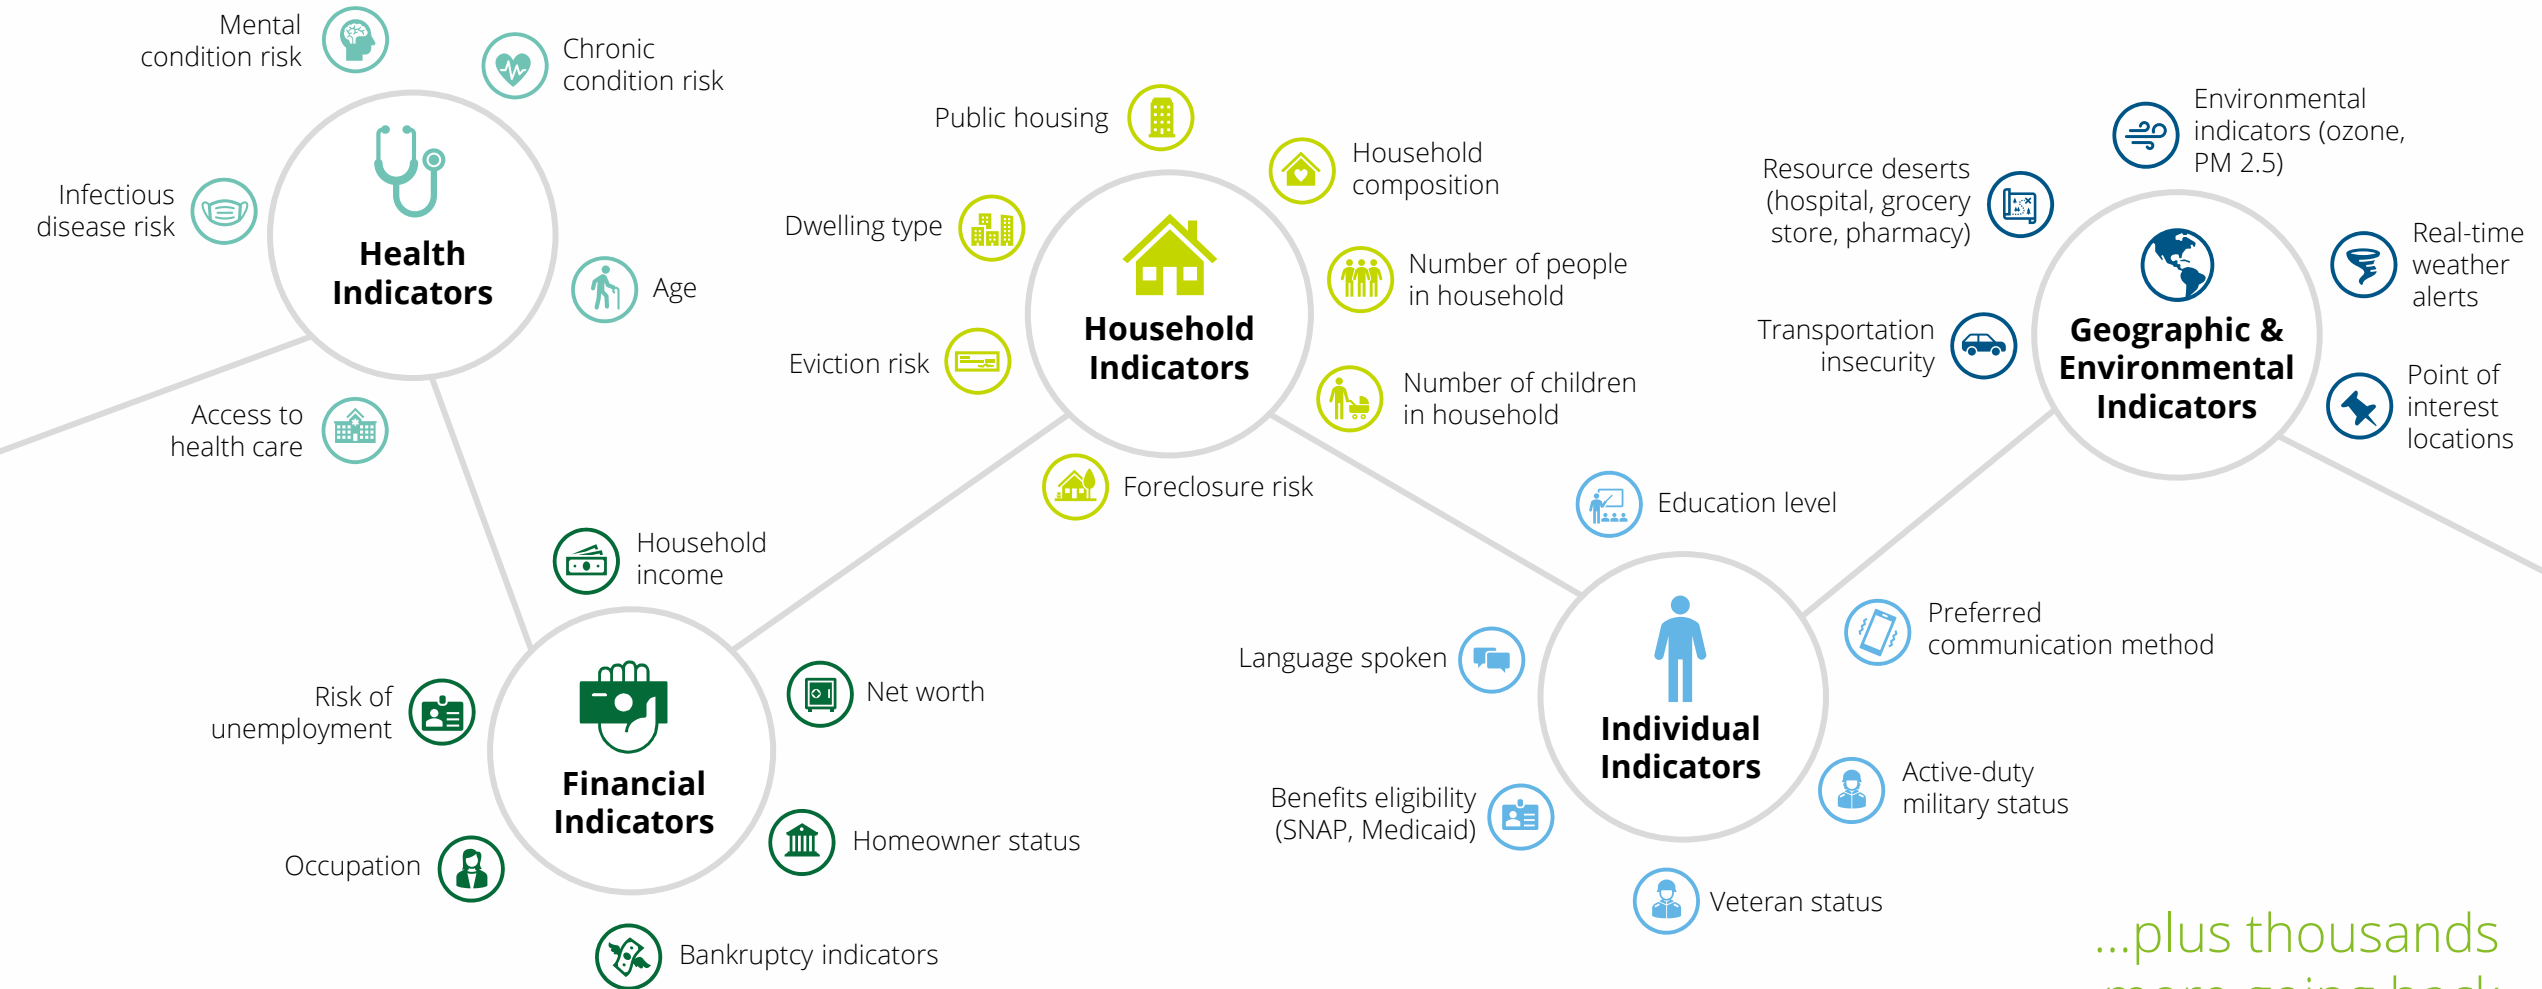 Mental
condition risk
Chronic
condition risk
Infectious
disease risk
Health
Indicators
Age
Access to
health care
Household
income
Risk of
unemployment
Net worth
Financial
Indicators
Homeowner status
Occupation
Bankruptcy indicators
Public housing
Household
composition
Dwelling type
Number of people
in household
Household
Indicators
Eviction risk
Number of children
in household
Foreclosure risk
Education level
Language spoken
Preferred
communication method
Individual
Indicators
Benefits eligibility
(SNAP, Medicaid)
Active-duty
military status
Veteran status
Environmental
indicators (ozone,
PM 2.5)
Resource deserts
(hospital, grocery
store, pharmacy)
Real-time
weather
alerts
Transportation
insecurity
Geographic &
Environmental
Indicators
Point of
interest
locations
...plus thousands
more going back